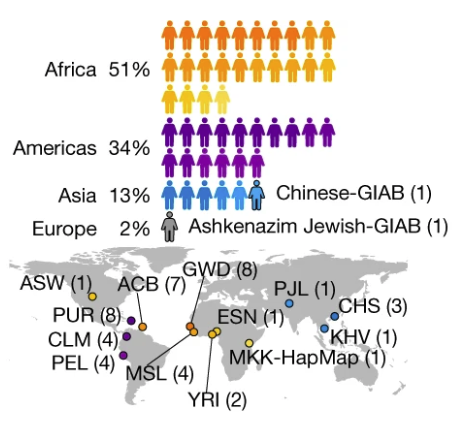 Africa 51%
Americas 34%
Asia 13% Chinese-GIAB (1)
Europe 2% Ashkenazim Jewish-GIAB (1)
GWD (8)
ASW (1) ACB (7) PJL (1)
PUR (8) ESN (1) CHS (3)
CLM (4) KHV (1)
PEL (4) MSL (4) MKK-HapMap (1)
YRI (2)